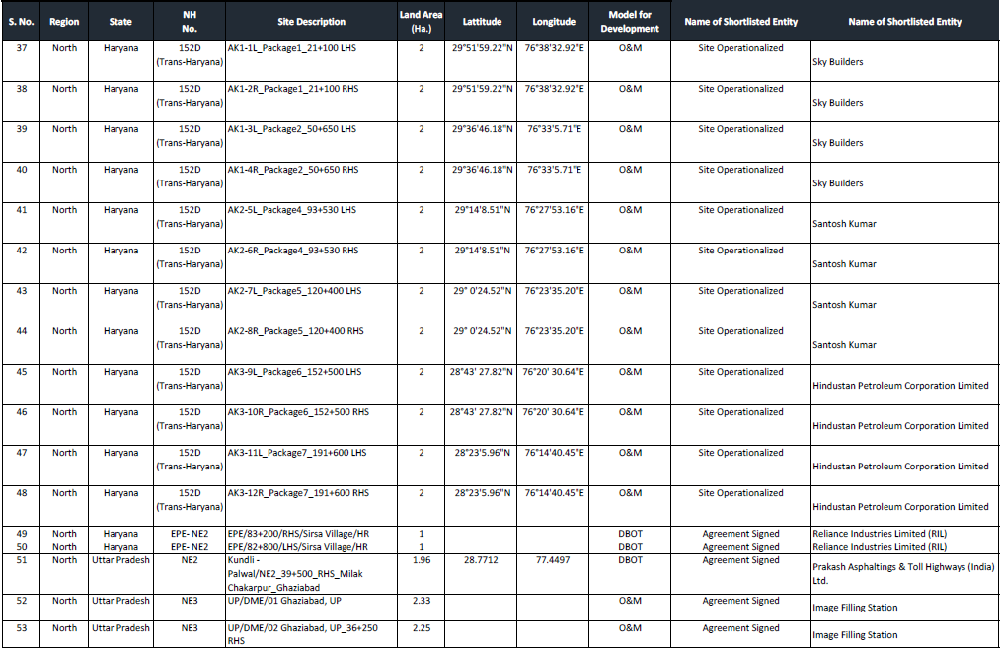 S. No. Region State NH No. Site Description Land Area (Ha.) Lattitude Longitude Model for Development Name of Shortlisted Entity Name of Shortlisted Entity
37 North Haryana 152D (Trans-Haryana) AK1-1L_Package1_21+100 LHS 2 29°51'59.22"N 76°38'32.92"E O&M Site Operationalized Sky Builders
38 North Haryana 152D (Trans-Haryana) AK1-2R_Package1_21+100 RHS 2 29°51'59.22"N 76°38'32.92"E O&M Site Operationalized Sky Builders
39 North Haryana 152D (Trans-Haryana) AK1-3L_Package2_50+650 LHS 2 29°36'46.18"N 76°33'5.71"E O&M Site Operationalized Sky Builders
40 North Haryana 152D (Trans-Haryana) AK1-4R_Package2_50+650 RHS 2 29°36'46.18"N 76°33'5.71"E O&M Site Operationalized Sky Builders
41 North Haryana 152D (Trans-Haryana) AK2-5L_Package4_93+530 LHS 2 29°14'8.51"N 76°27'53.16"E O&M Site Operationalized Santosh Kumar
42 North Haryana 152D (Trans-Haryana) AK2-6R_Package4_93+530 RHS 2 29°14'8.51"N 76°27'53.16"E O&M Site Operationalized Santosh Kumar
43 North Haryana 152D (Trans-Haryana) AK2-7L_Package5_120+400 LHS 2 29° 0'24.52"N 76°23'35.20"E O&M Site Operationalized Santosh Kumar
44 North Haryana 152D (Trans-Haryana) AK2-8R_Package5_120+400 RHS 2 29° 0'24.52"N 76°23'35.20"E O&M Site Operationalized Santosh Kumar
45 North Haryana 152D (Trans-Haryana) AK3-9L_Package6_152+500 LHS 2 28°43' 27.82"N 76°20' 30.64"E O&M Site Operationalized Hindustan Petroleum Corporation Limited
46 North Haryana 152D (Trans-Haryana) AK3-10R_Package6_152+500 RHS 2 28°43' 27.82"N 76°20' 30.64"E O&M Site Operationalized Hindustan Petroleum Corporation Limited
47 North Haryana 152D (Trans-Haryana) AK3-11L_Package7_191+600 LHS 2 28°23'5.96"N 76°14'40.45"E O&M Site Operationalized Hindustan Petroleum Corporation Limited
48 North Haryana 152D (Trans-Haryana) AK3-12R_Package7_191+600 RHS 2 28°23'5.96"N 76°14'40.45"E O&M Site Operationalized Hindustan Petroleum Corporation Limited
49 North Haryana EPE- NE2 EPE/83+200/RHS/Sirsa Village/HR 1 DBOT Agreement Signed Reliance Industries Limited (RIL)
50 North Haryana EPE- NE2 EPE/82+800/LHS/Sirsa Village/HR 1 DBOT Agreement Signed Reliance Industries Limited (RIL)
51 North Uttar Pradesh NE2 Kundli - Palwal/NE2_39+500_RHS_Milak Chakarpur_Ghaziabad 1.96 28.7712 77.4497 DBOT Agreement Signed Prakash Asphaltings & Toll Highways (India) Ltd.
52 North Uttar Pradesh NE3 UP/DME/01 Ghaziabad, UP 2.33 O&M Agreement Signed Image Filling Station
53 North Uttar Pradesh NE3 UP/DME/02 Ghaziabad, UP_36+250 RHS 2.25 O&M Agreement Signed Image Filling Station